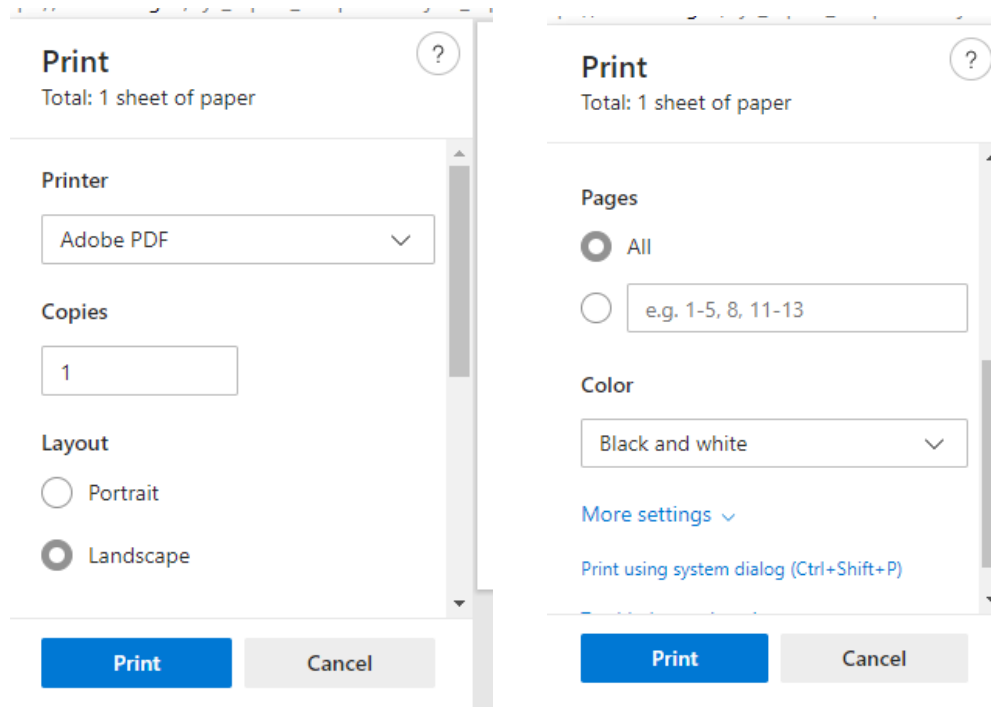 Print
?
Total: 1 sheet of paper
Printer
Adobe PDF
Copies
1
Layout
Portrait
Landscape
Print
Cancel
Print
?
Total: 1 sheet of paper
Pages
All
e.g. 1-5, 8, 11-13
Color
Black and white
More settings
Print using system dialog (Ctrl+Shift+P)
Print
Cancel